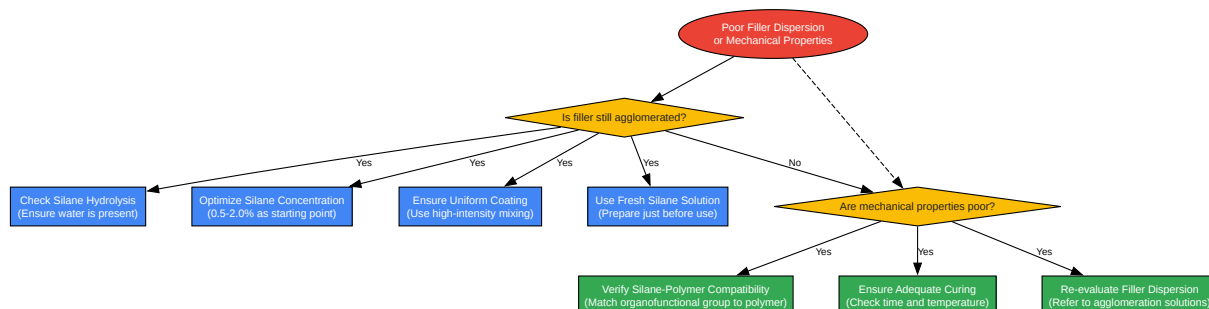 Poor Filler Dispersion
or Mechanical Properties
Is filler still agglomerated?
Yes
Yes
Yes
Yes
No
Check Silane Hydrolysis
(Ensure water is present)
Optimize Silane Concentration
(0.5-2.0% as starting point)
Ensure Uniform Coating
(Use high-intensity mixing)
Use Fresh Silane Solution
(Prepare just before use)
Are mechanical properties poor?
Yes
Yes
Yes
Verify Silane-Polymer Compatibility
(Match organofunctional group to polymer)
Ensure Adequate Curing
(Check time and temperature)
Re-evaluate Filler Dispersion
(Refer to agglomeration solutions)